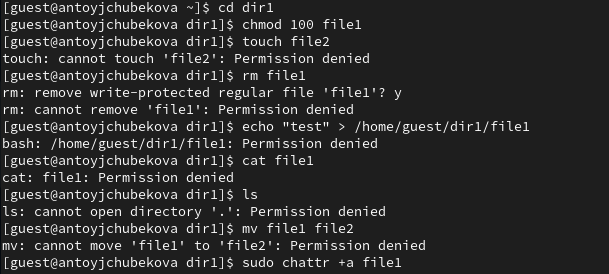 [guest@antoyjchubekova ~]$ cd dir1
[guest@antoyjchubekova dir1]$ chmod 100 file1
[guest@antoyjchubekova dir1]$ touch file2
touch: cannot touch 'file2': Permission denied
[guest@antoyjchubekova dir1]$ rm file1
rm: remove write-protected regular file 'file1'? y
rm: cannot remove 'file1': Permission denied
[guest@antoyjchubekova dir1]$ echo "test" > /home/guest/dir1/file1
bash: /home/guest/dir1/file1: Permission denied
[guest@antoyjchubekova dir1]$ cat file1
cat: file1: Permission denied
[guest@antoyjchubekova dir1]$ ls
ls: cannot open directory '.': Permission denied
[guest@antoyjchubekova dir1]$ mv file1 file2
mv: cannot move 'file1' to 'file2': Permission denied
[guest@antoyjchubekova dir1]$ sudo chattr +a file1